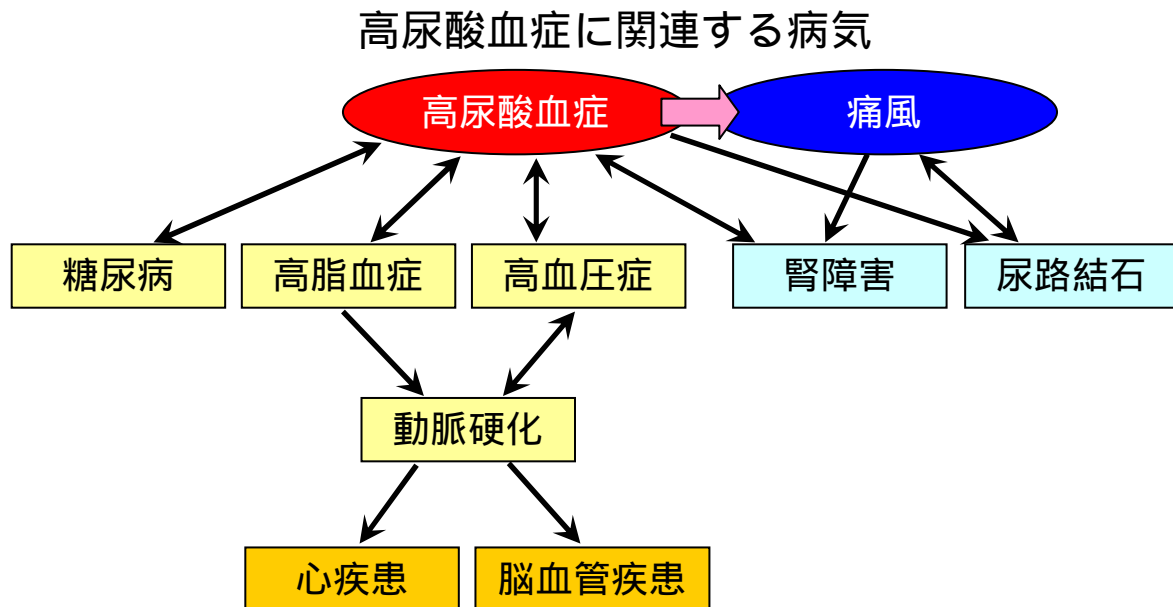 高尿酸血症に関連する病気
高尿酸血症
痛風
糖尿病
高脂血症
高血圧症
腎障害
尿路結石
動脈硬化
心疾患
脳血管疾患